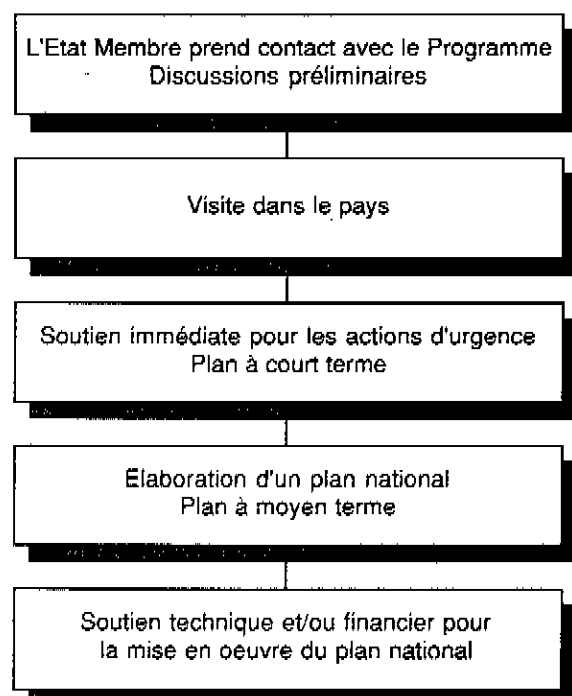 L'Etat Membre prend contact avec le Programme
Discussions préliminaires
Visite dans le pays
Soutien immédiate pour les actions d'urgence
Plan à court terme
Elaboration d'un plan national
Plan à moyen terme
Soutien technique et/ou financier pour
la mise en oeuvre du plan national